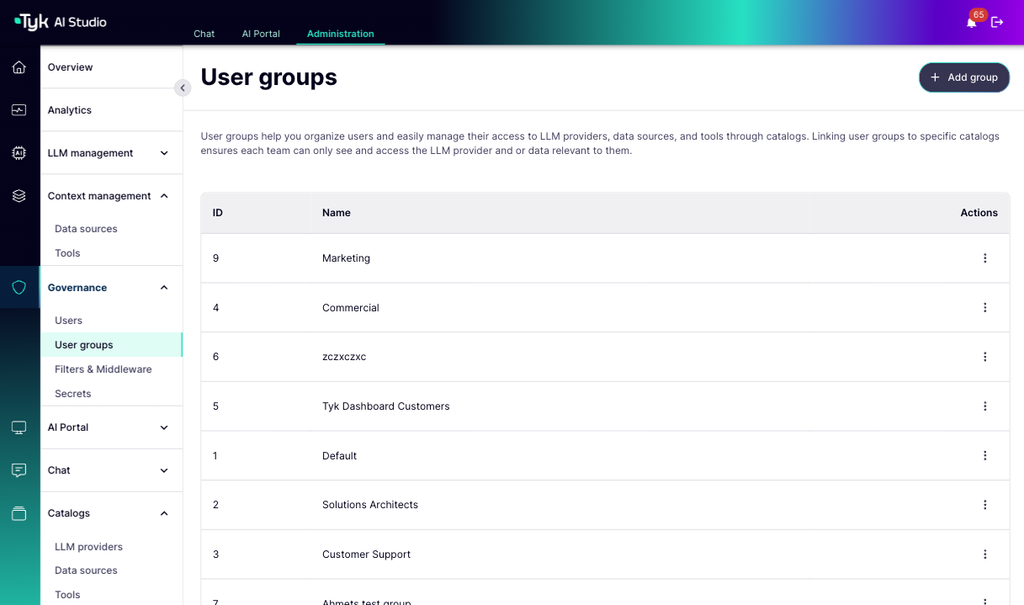 Tyk AI Studio
Chat
AI Portal
Administration
65
Overview
Analytics
LLM management
Context management
Data sources
Tools
Governance
Users
User groups
Filters & Middleware
Secrets
AI Portal
Chat
Catalogs
LLM providers
Data sources
Tools
User groups
+ Add group
User groups help you organize users and easily manage their access to LLM providers, data sources, and tools through catalogs. Linking user groups to specific catalogs
ensures each team can only see and access the LLM provider and or data relevant to them.
ID Name Actions
9 Marketing
4 Commercial
6 zczxczxc
5 Tyk Dashboard Customers
1 Default
2 Solutions Architects
3 Customer Support
7 Ahmets test group